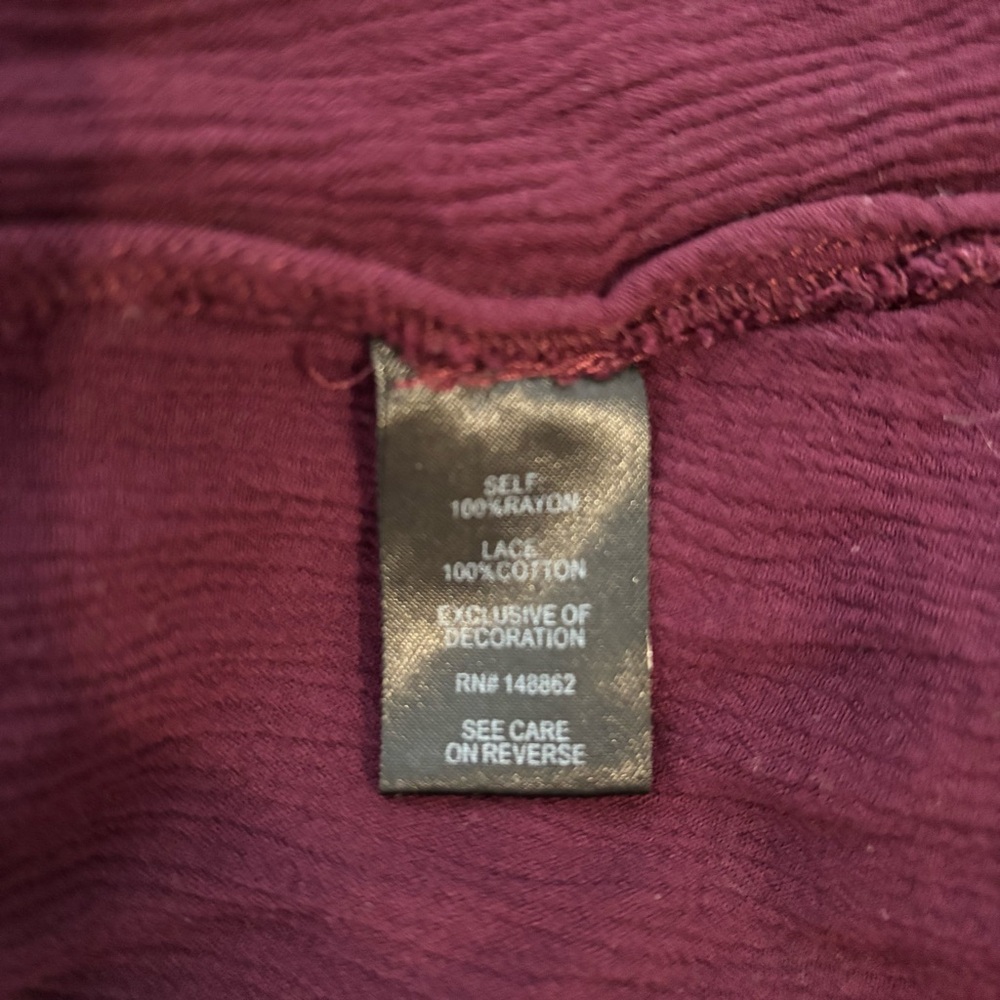 SELF:
100%RAYON
LACE:
100%COTTON
EXCLUSIVE OF
DECORATION
RN# 148862
SEE CARE
ON REVERSE